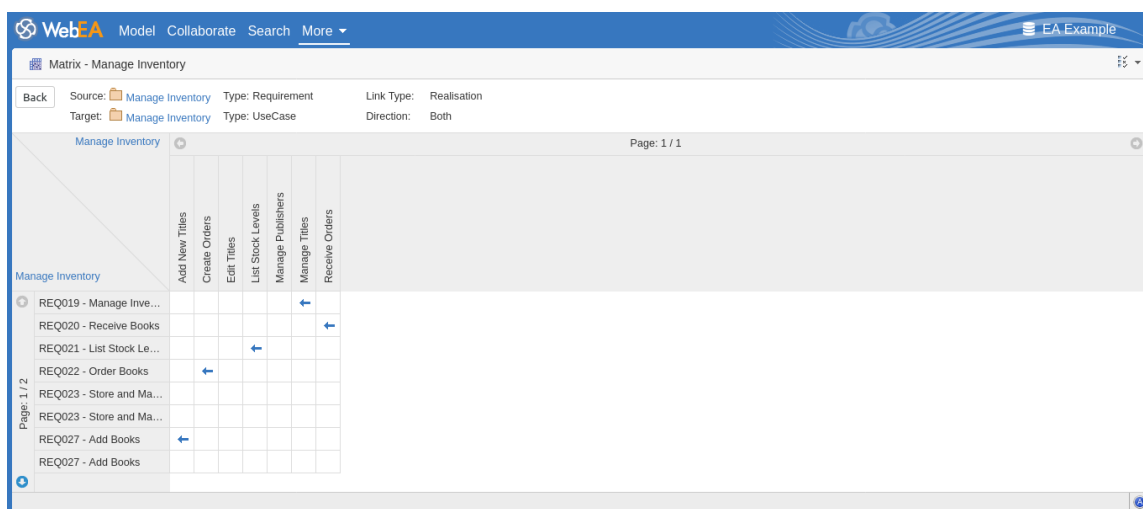 WebEA Model Collaborate Search More EA Example
Matrix - Manage Inventory
Back Source: Manage Inventory Type: Requirement Link Type: Realisation
Target: Manage Inventory Type: UseCase Direction: Both
Manage Inventory Page: 1 / 1
Add New Titles
Create Orders
Edit Titles
List Stock Levels
Manage Publishers
Manage Titles
Receive Orders
Manage Inventory
REQ019 - Manage Inve...
REQ020 - Receive Books
REQ021 - List Stock Le...
REQ022 - Order Books
REQ023 - Store and Ma...
REQ023 - Store and Ma...
REQ027 - Add Books
REQ027 - Add Books
Page: 1 / 2